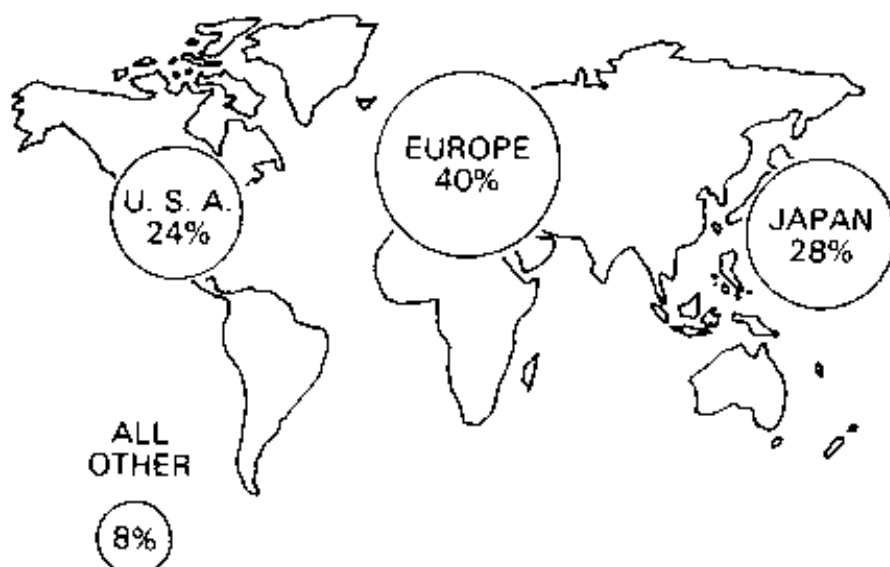 EUROPE
40%
U. S. A.
24%
JAPAN
28%
ALL
OTHER
8%